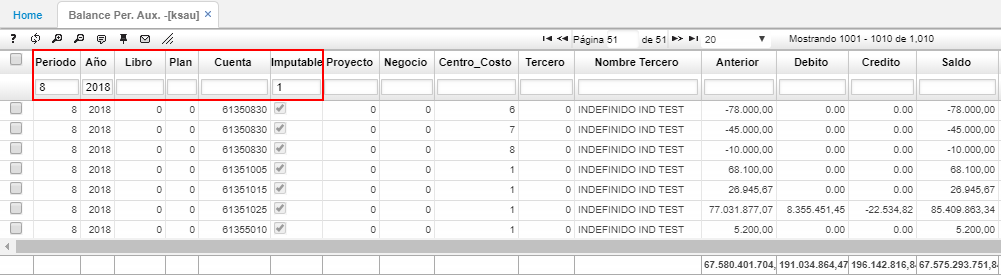 Home Balance Per. Aux. -[ksau] ×
? Página 51 de 51 20 Mostrando 1001 - 1010 de 1,010
Periodo Año Libro Plan Cuenta Imputable Proyecto Negocio Centro_Costo Tercero Nombre Tercero Anterior Debito Credito Saldo
8 2018 1
8 2018 0 0 61350830 0 0 6 0 INDEFINIDO IND TEST -78.000,00 0.00 0.00 -78.000,00
8 2018 0 0 61350830 0 0 7 0 INDEFINIDO IND TEST -45.000,00 0.00 0.00 -45.000,00
8 2018 0 0 61350830 0 0 8 0 INDEFINIDO IND TEST -10.000,00 0.00 0.00 -10.000,00
8 2018 0 0 61351005 0 0 1 0 INDEFINIDO IND TEST 68.100,00 0.00 0.00 68.100,00
8 2018 0 0 61351015 0 0 1 0 INDEFINIDO IND TEST 26.945,67 0.00 0.00 26.945,67
8 2018 0 0 61351025 0 0 1 0 INDEFINIDO IND TEST 77.031.877,07 8.355.451,45 -22.534,82 85.409.863,34
8 2018 0 0 61355010 0 0 1 0 INDEFINIDO IND TEST 5.200,00 0.00 0.00 5.200,00
67.580.401.704, 191.034.864,47 196.142.816,8 67.575.293.751,8